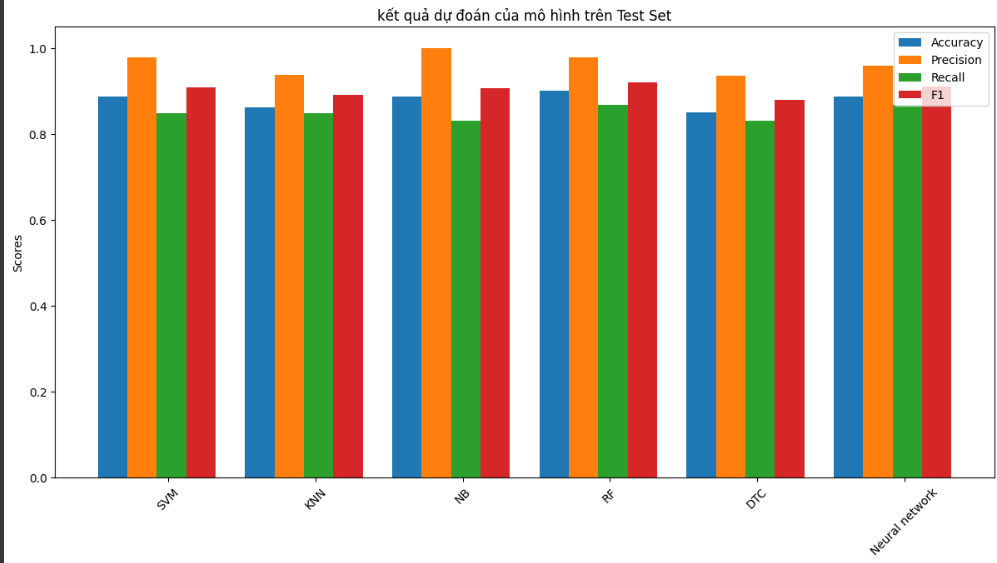 kết quả dự đoán của mô hình trên Test Set
Accuracy
Precision
Recall
F1
Scores
1.0
0.8
0.6
0.4
0.2
0.0
SVM
KNN
NB
RF
DTC
Neural network